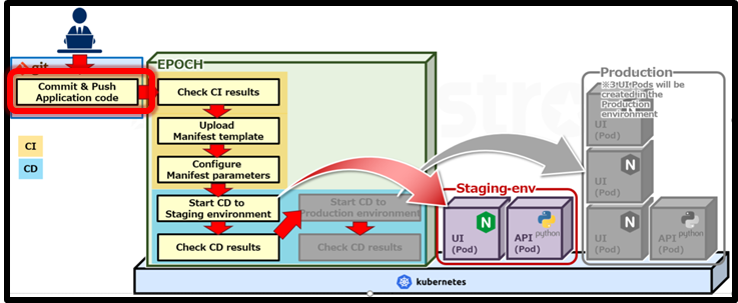 git
Commit & Push
Application code
CI
CD
EPOCH
Check CI results
Upload
Manifest template
Configure
Manifest parameters
Start CD to
Staging environment
Check CD results
Start CD to
Production environment
Check CD results
Staging-env
UI
(Pod)
N
API
(Pod)
python
Production
※3 UI Pods will be
created in the
Production
environment
UI
(Pod)
UI
(Pod)
N
UI
(Pod)
N
API
(Pod)
python
kubernetes